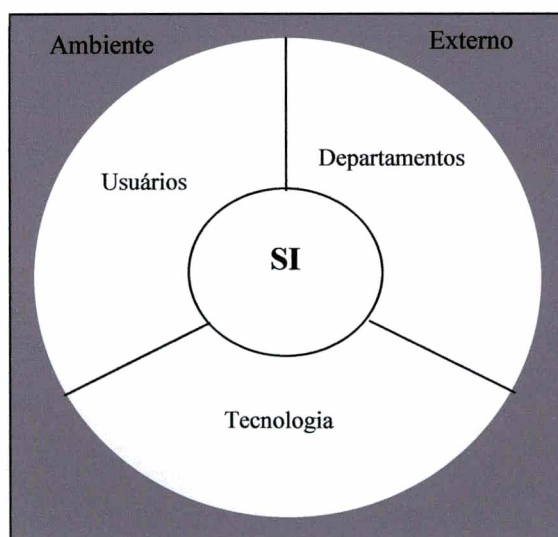 Ambiente Externo
Departamentos
Usuários
SI
Tecnologia